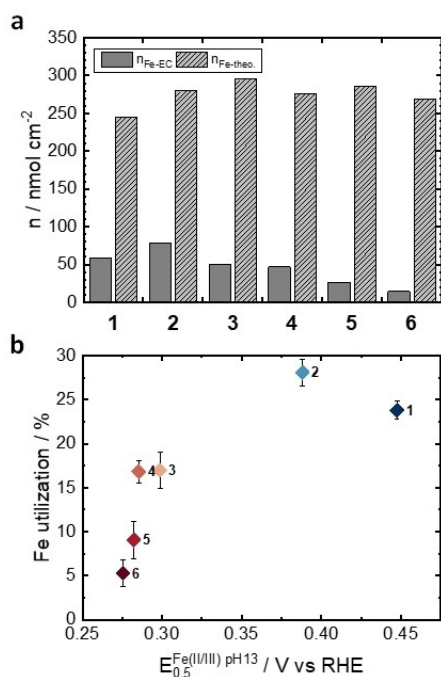 a
n_Fe-EC n_Fe-theo.
350
300
250
200
150
100
50
0
n / nmol cm⁻²
1 2 3 4 5 6
b
30
25
20
15
10
5
0
Fe utilization / %
2
1
4 3
5
6
0.25 0.30 0.35 0.40 0.45
E_0.5^Fe(II/III) pH13 / V vs RHE